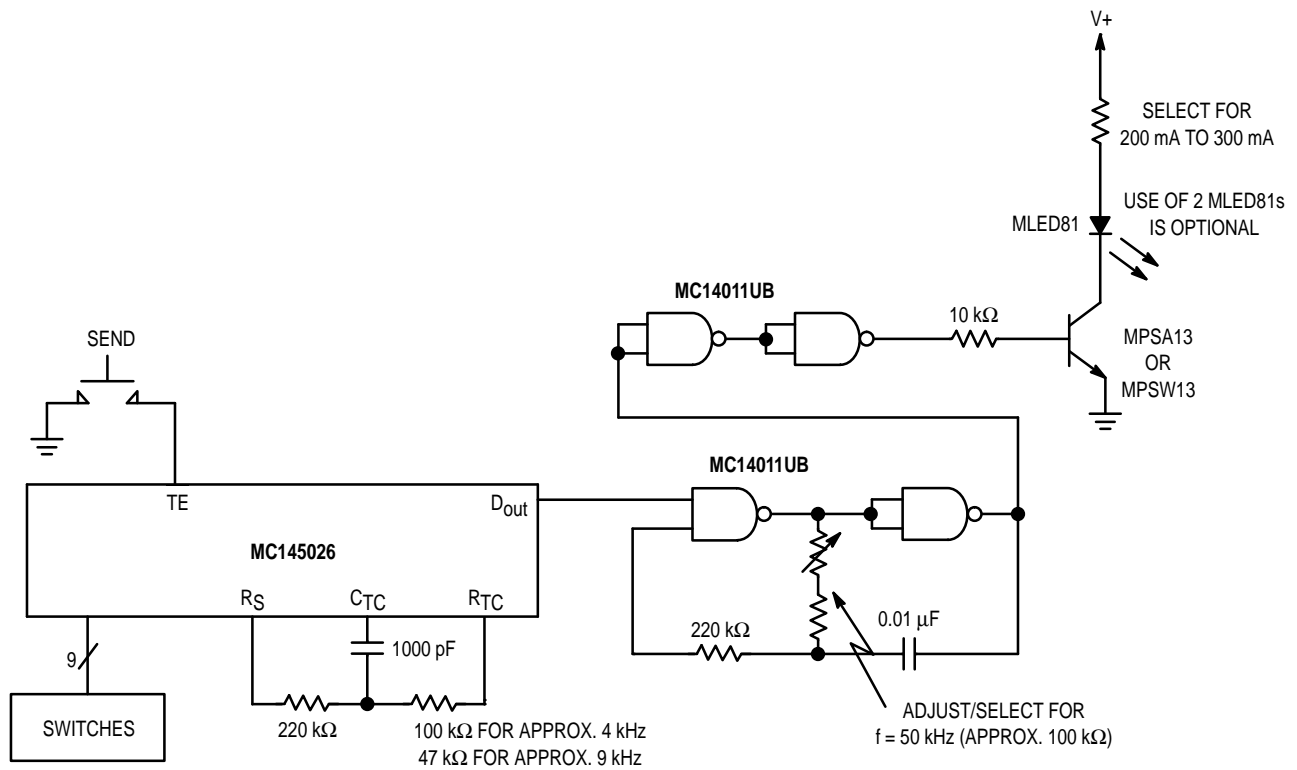 V+
SELECT FOR
200 mA TO 300 mA
MLED81
USE OF 2 MLED81s
IS OPTIONAL
MC14011UB
10 kΩ
MPSA13
OR
MPSW13
SEND
MC14011UB
TE
Dout
MC145026
RS
CTC
RTC
9
1000 pF
220 kΩ
0.01 μF
SWITCHES
220 kΩ
100 kΩ FOR APPROX. 4 kHz
47 kΩ FOR APPROX. 9 kHz
ADJUST/SELECT FOR
f = 50 kHz (APPROX. 100 kΩ)